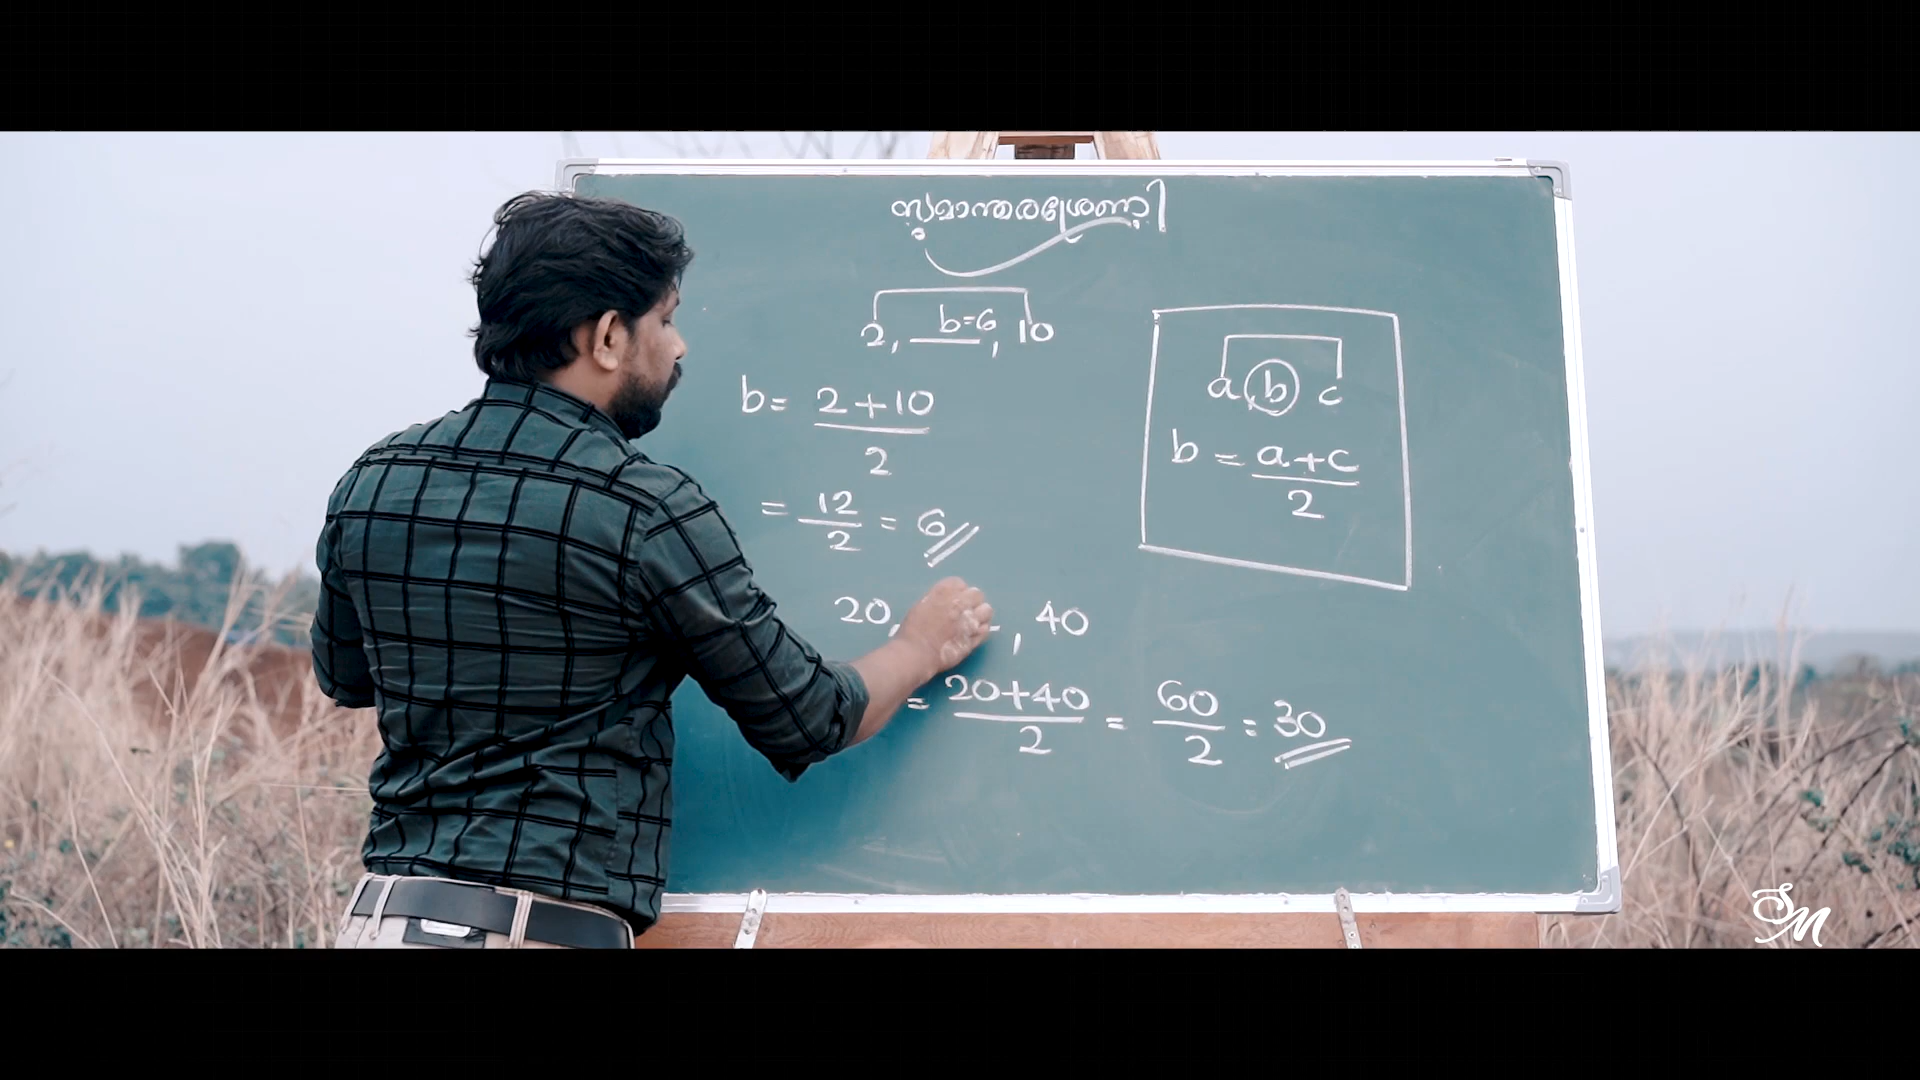 സമാന്തരശ്രേണി
2, b=6, 10
b = 2+10
2
= 12/2 = 6
a, b c
b = a+c
2
20, , 40
= 20+40/2 = 60/2 = 30
SM